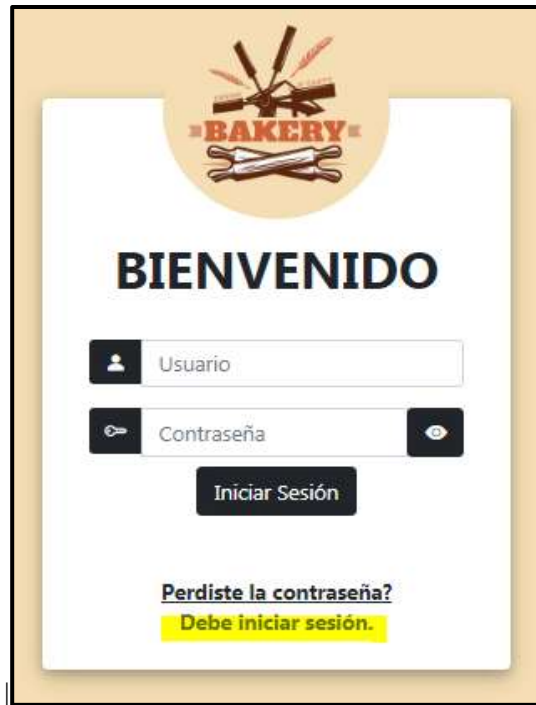 BAKERY
BIENVENIDO
Usuario
Contraseña
Iniciar Sesión
Perdiste la contraseña?
Debe iniciar sesión.